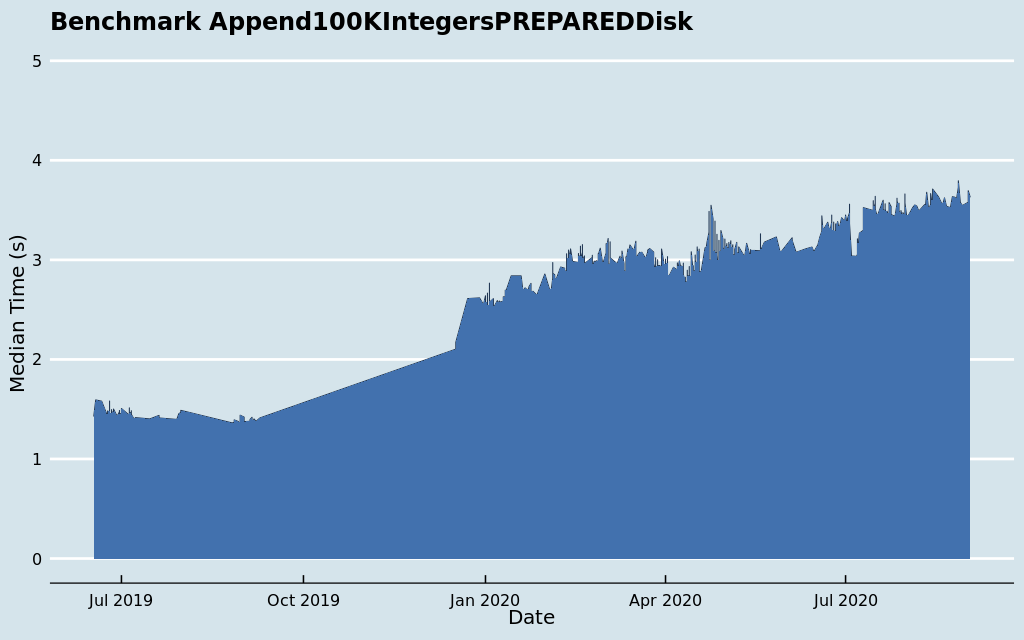 Benchmark Append100KIntegersPREPAREDDisk
5
4
3
2
1
0
Median Time (s)
Jul 2019 Oct 2019 Jan 2020 Apr 2020 Jul 2020
Date